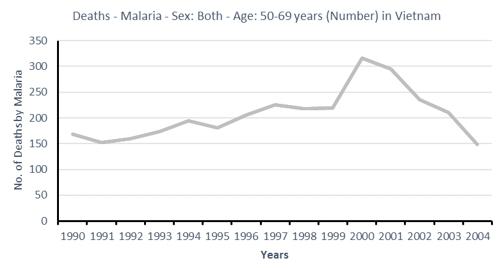 Deaths - Malaria - Sex: Both - Age: 50-69 years (Number) in Vietnam
350
300
250
200
150
100
50
0
No. of Deaths by Malaria
1990 1991 1992 1993 1994 1995 1996 1997 1998 1999 2000 2001 2002 2003 2004
Years